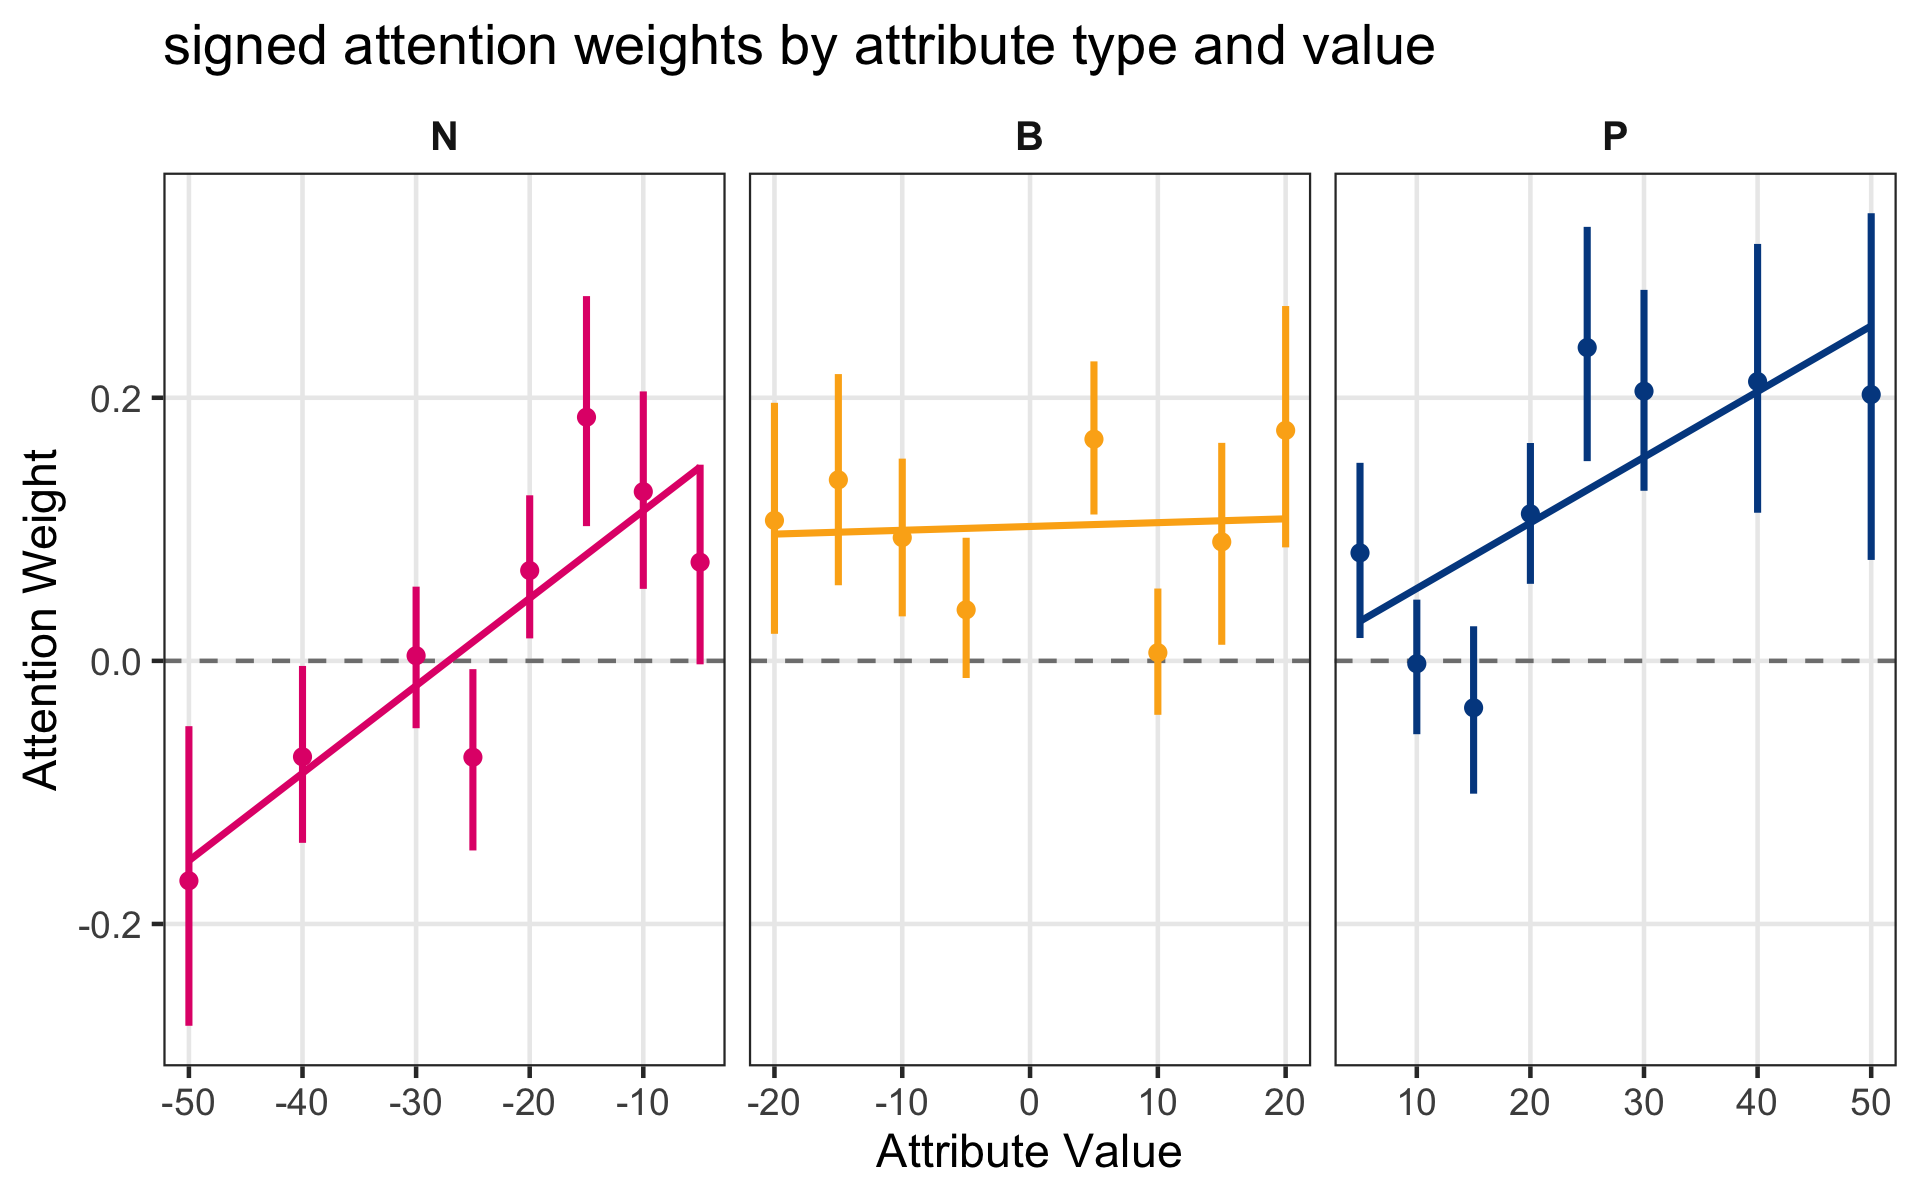 signed attention weights by attribute type and value
N B P
Attention Weight
0.2
0.0
-0.2
-50 -40 -30 -20 -10 -20 -10 0 10 20 10 20 30 40 50
Attribute Value